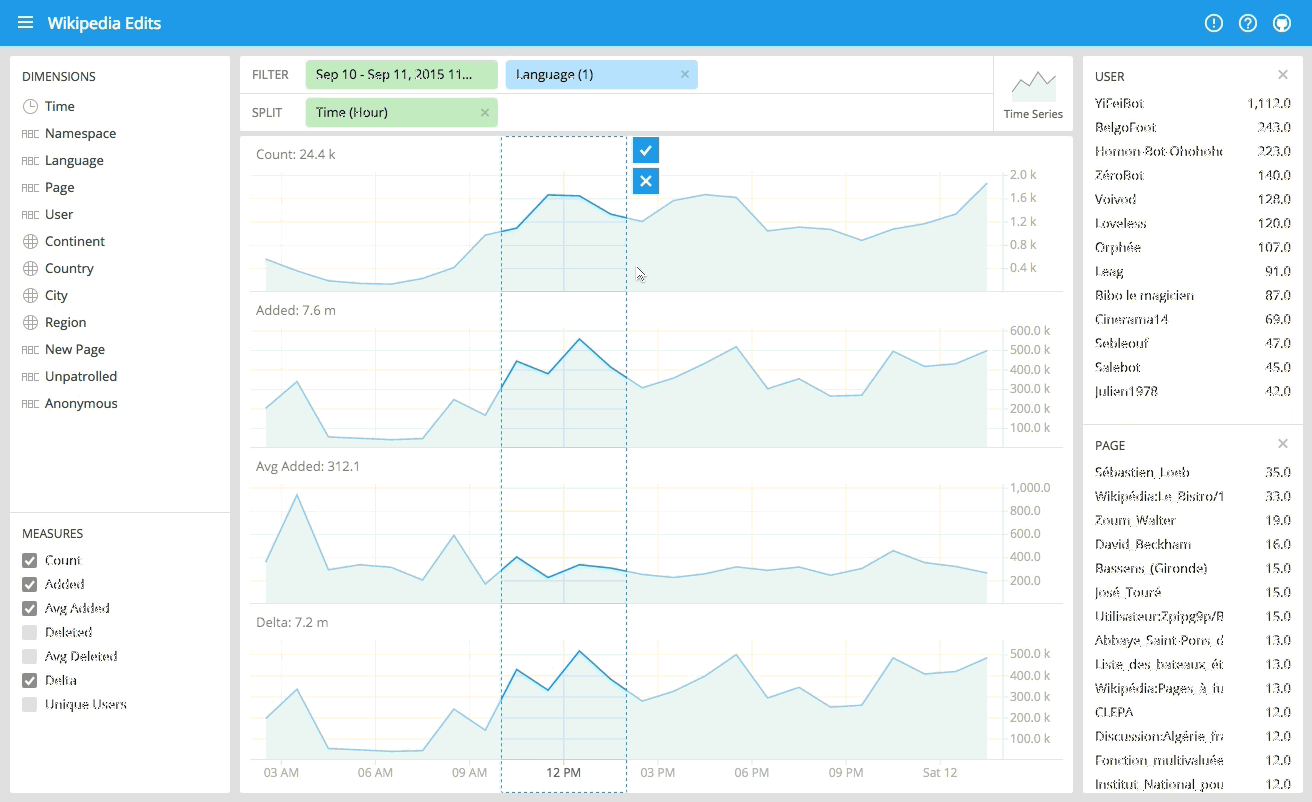 Wikipedia Edits
DIMENSIONS
Time
Namespace
Language
Page
User
Continent
Country
City
Region
New Page
Unpatrolled
Anonymous
MEASURES
Count
Added
Avg Added
Deleted
Avg Deleted
Delta
Unique Users
FILTER
Sep 10 - Sep 11, 2015 11...
Language (1)
SPLIT
Time (Hour)
Time Series
Count: 24.4 k
2.0 k
1.6 k
1.2 k
0.8 k
0.4 k
Added: 7.6 m
600.0 k
500.0 k
400.0 k
300.0 k
200.0 k
100.0 k
Avg Added: 312.1
1,000.0
800.0
600.0
400.0
200.0
Delta: 7.2 m
500.0 k
400.0 k
300.0 k
200.0 k
100.0 k
03 AM 06 AM 09 AM 12 PM 03 PM 06 PM 09 PM Sat 12
USER
YiFeiBot 1,112.0
BelgoFoot 243.0
223.0
ZéroBot 140.0
Voivod 128.0
Loveless 120.0
Orphée 107.0
Leag 91.0
Bibo le magicien 87.0
Cinerama14 69.0
Sebleouf 47.0
Salebot 45.0
Julien1978 42.0
PAGE
Sébastien_Loeb 35.0
Wikipédia:Le_Bistro/1 33.0
Zoum_Walter 19.0
David_Beckham 16.0
Bassens_(Gironde) 15.0
José_Touré 15.0
15.0
Abbaye_Saint-Pons_d 13.0
Liste_des_bateaux_ét 13.0
Wikipédia:Pages_à_fu 13.0
CLEPA 12.0
Discussion:Algérie_fra 12.0
Fonction_multivaluée 12.0
Institut_National_pou 12.0